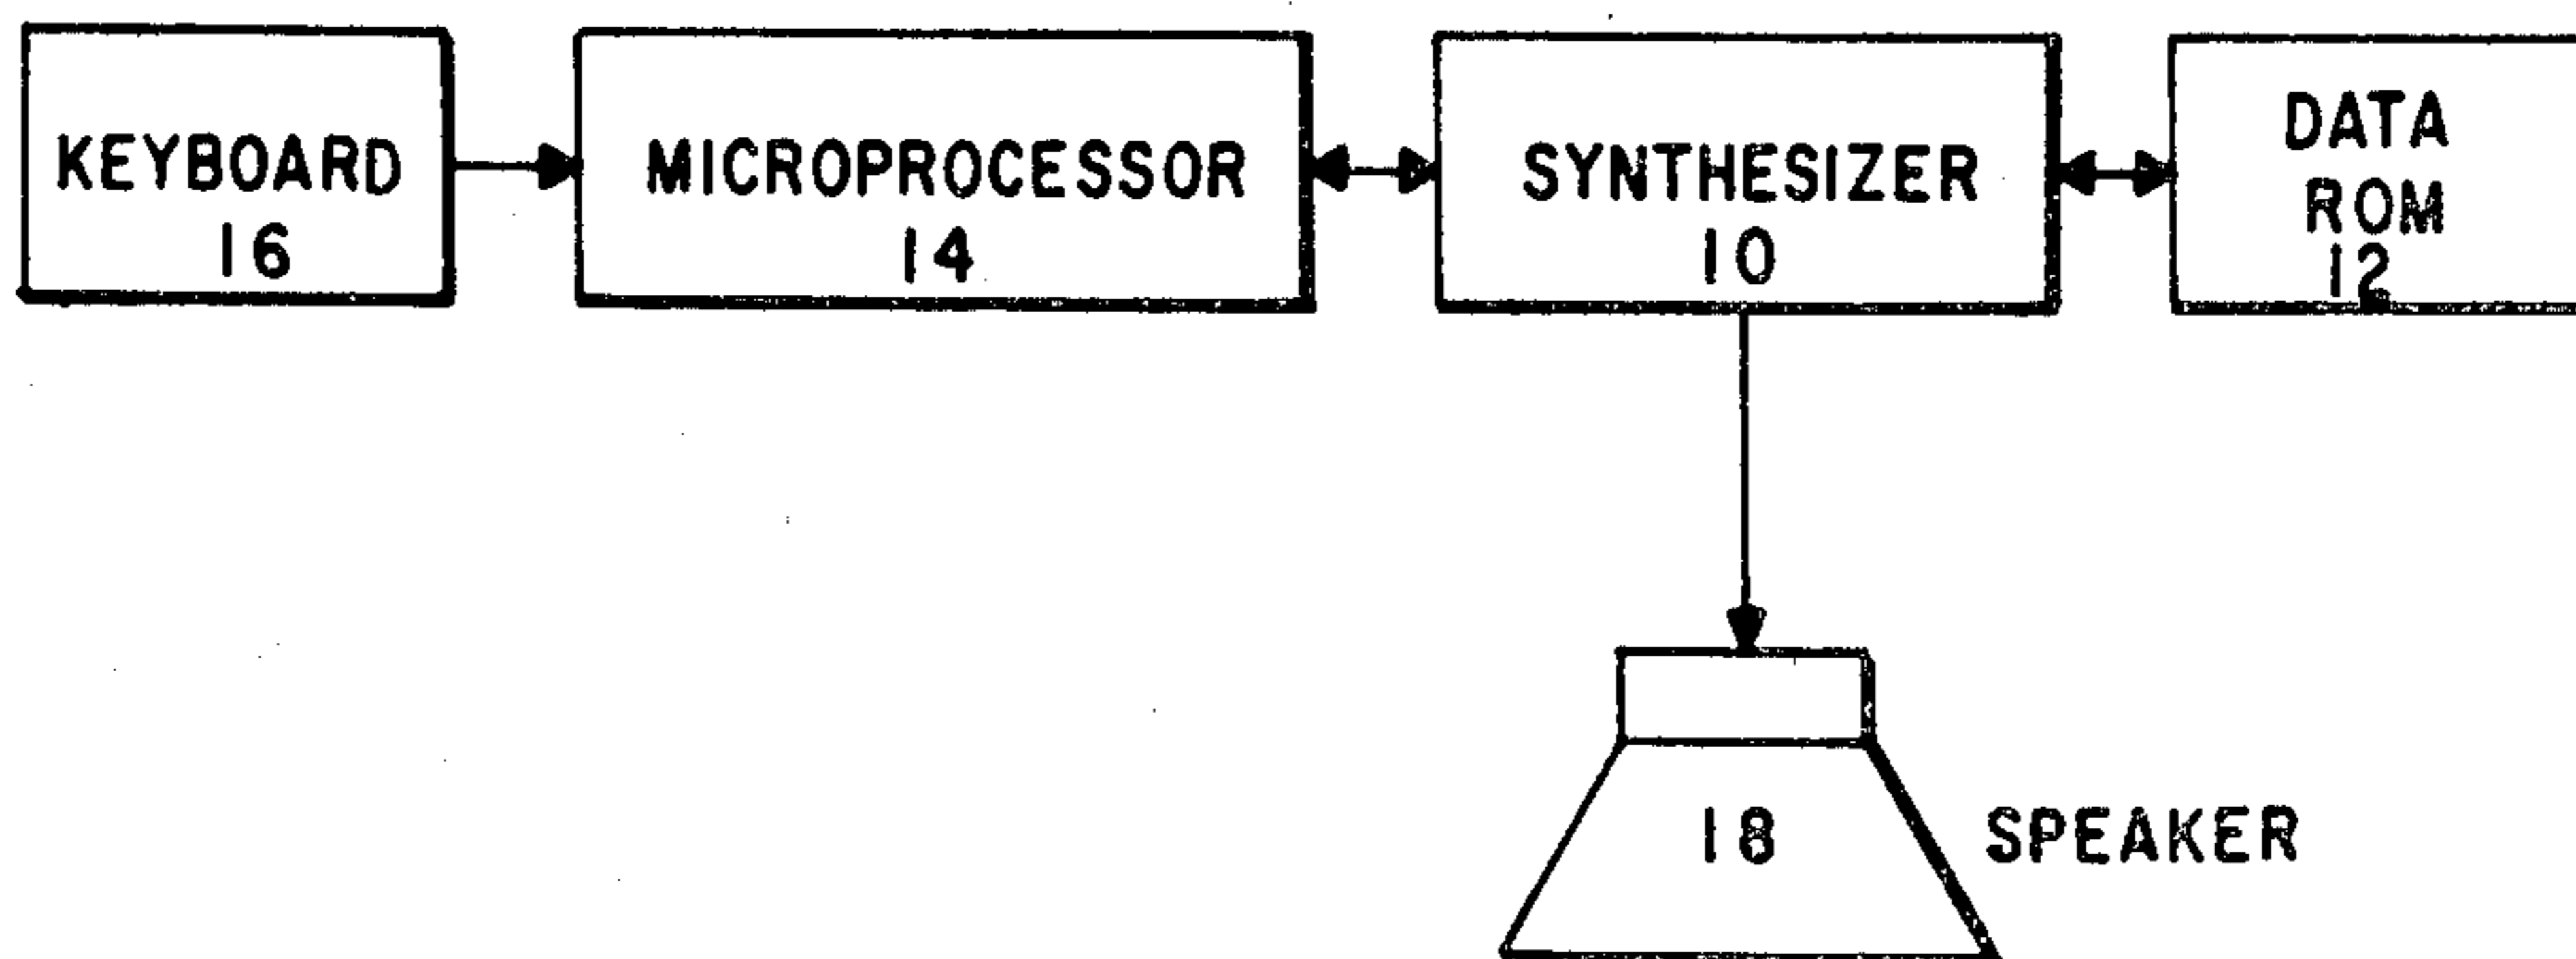 KEYBOARD
16
MICROPROCESSOR
14
SYNTHESIZER
10
DATA
ROM
12
18
SPEAKER